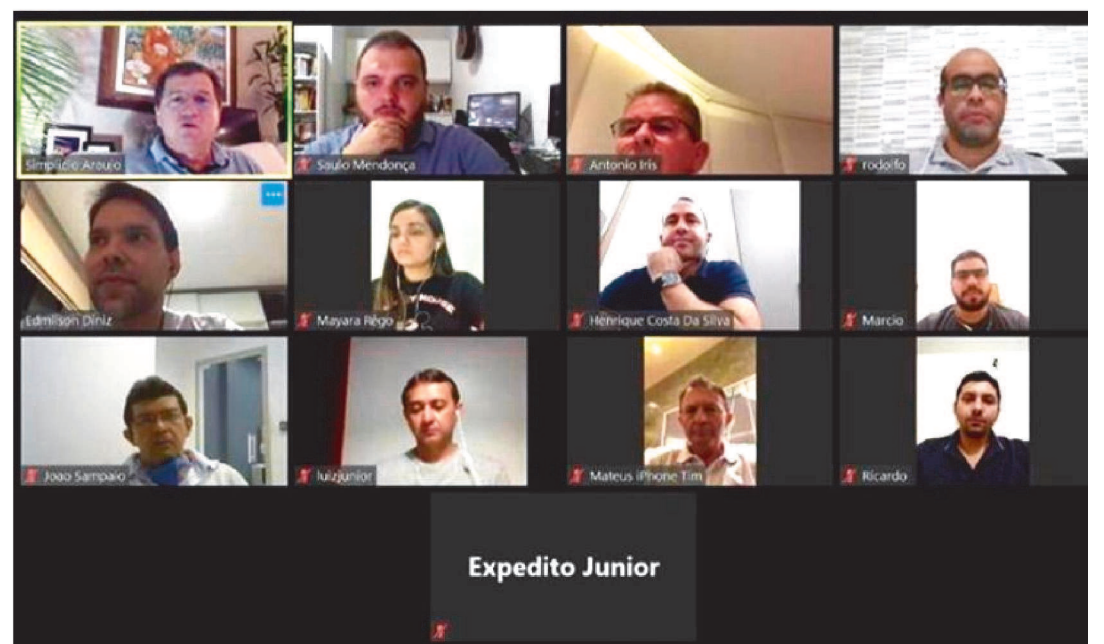 Simplicio Araujo
Saulo Mendonça
Antonio Iris
rodolfo
Edmilson Diniz
Mayara Rêgo
Henrique Costa Da Silva
Marcio
Joao Sampaio
luizjunior
Mateus iPhone Tim
Ricardo
Expedito Junior